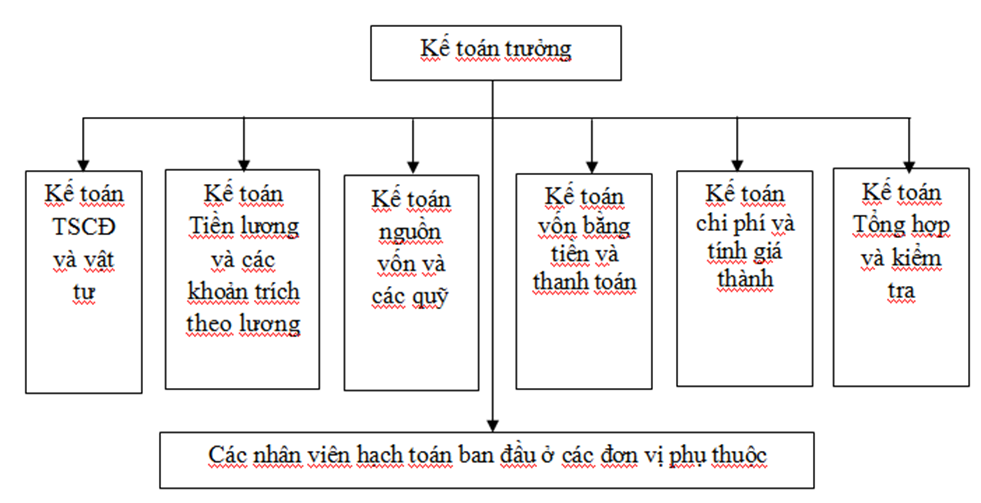 Kế toán trưởng
Kế toán
TSCĐ
và vật
tư
Kế toán
Tiền lương
và các
khoản trích
theo lương
Kế toán
nguồn
vốn và
các quỹ
Kế toán
vốn bằng
tiền và
thanh toán
Kế toán
chi phí và
tính giá
thành
Kế toán
Tổng hợp
và kiểm
tra
Các nhân viên hạch toán ban đầu ở các đơn vị phụ thuộc